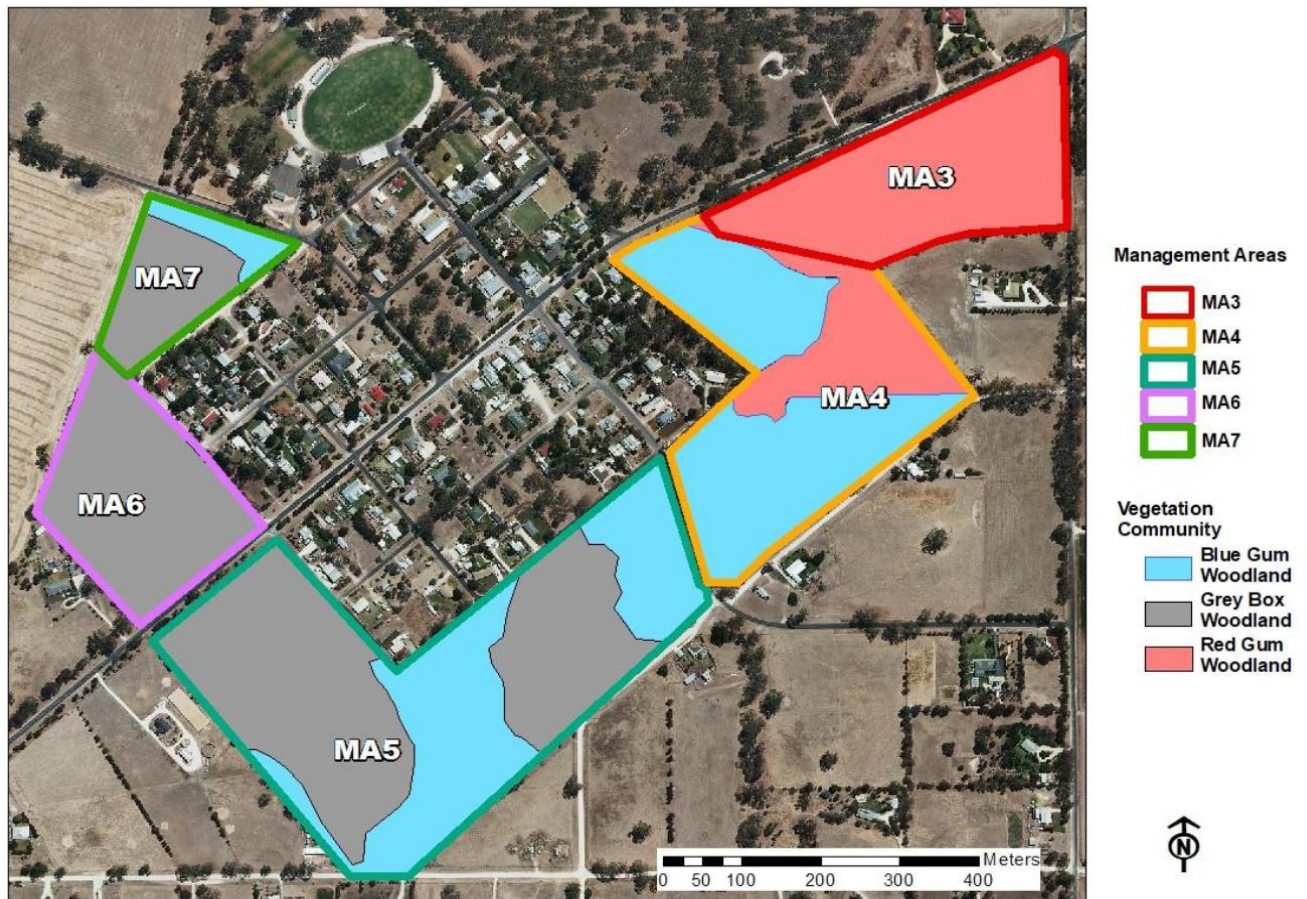 MA3
MA7
MA4
MA6
MA5
Meters
0 50 100 200 300 400
Management Areas
MA3
MA4
MA5
MA6
MA7
Vegetation
Community
Blue Gum
Woodland
Grey Box
Woodland
Red Gum
Woodland
N